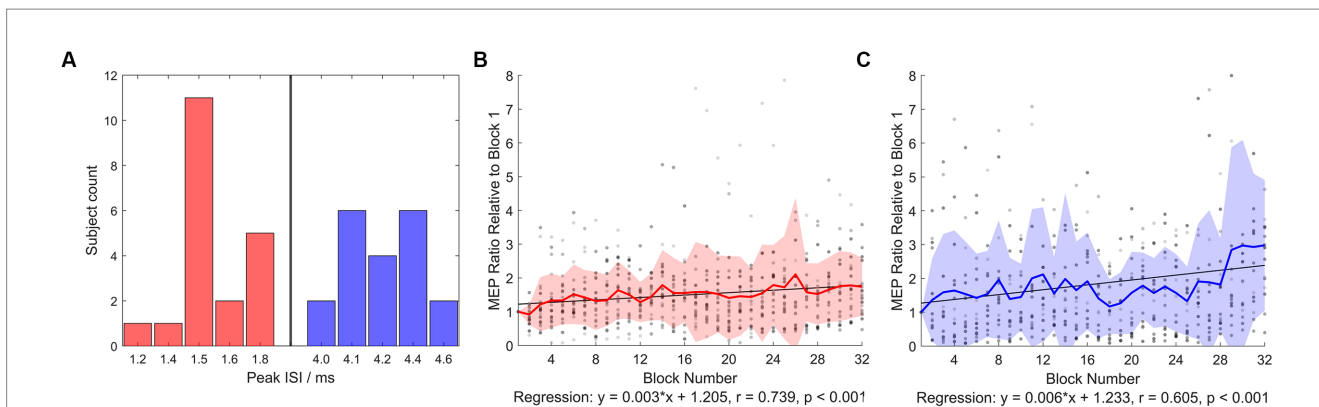 A
Subject count
12
10
8
6
4
2
0
1.2 1.4 1.5 1.6 1.8 4.0 4.1 4.2 4.4 4.6
Peak ISI / ms
B
MEP Ratio Relative to Block 1
8
7
6
5
4
3
2
1
0
4 8 12 16 20 24 28 32
Block Number
Regression: y = 0.003*x + 1.205, r = 0.739, p < 0.001
C
MEP Ratio Relative to Block 1
8
7
6
5
4
3
2
1
0
4 8 12 16 20 24 28 32
Block Number
Regression: y = 0.006*x + 1.233, r = 0.605, p < 0.001